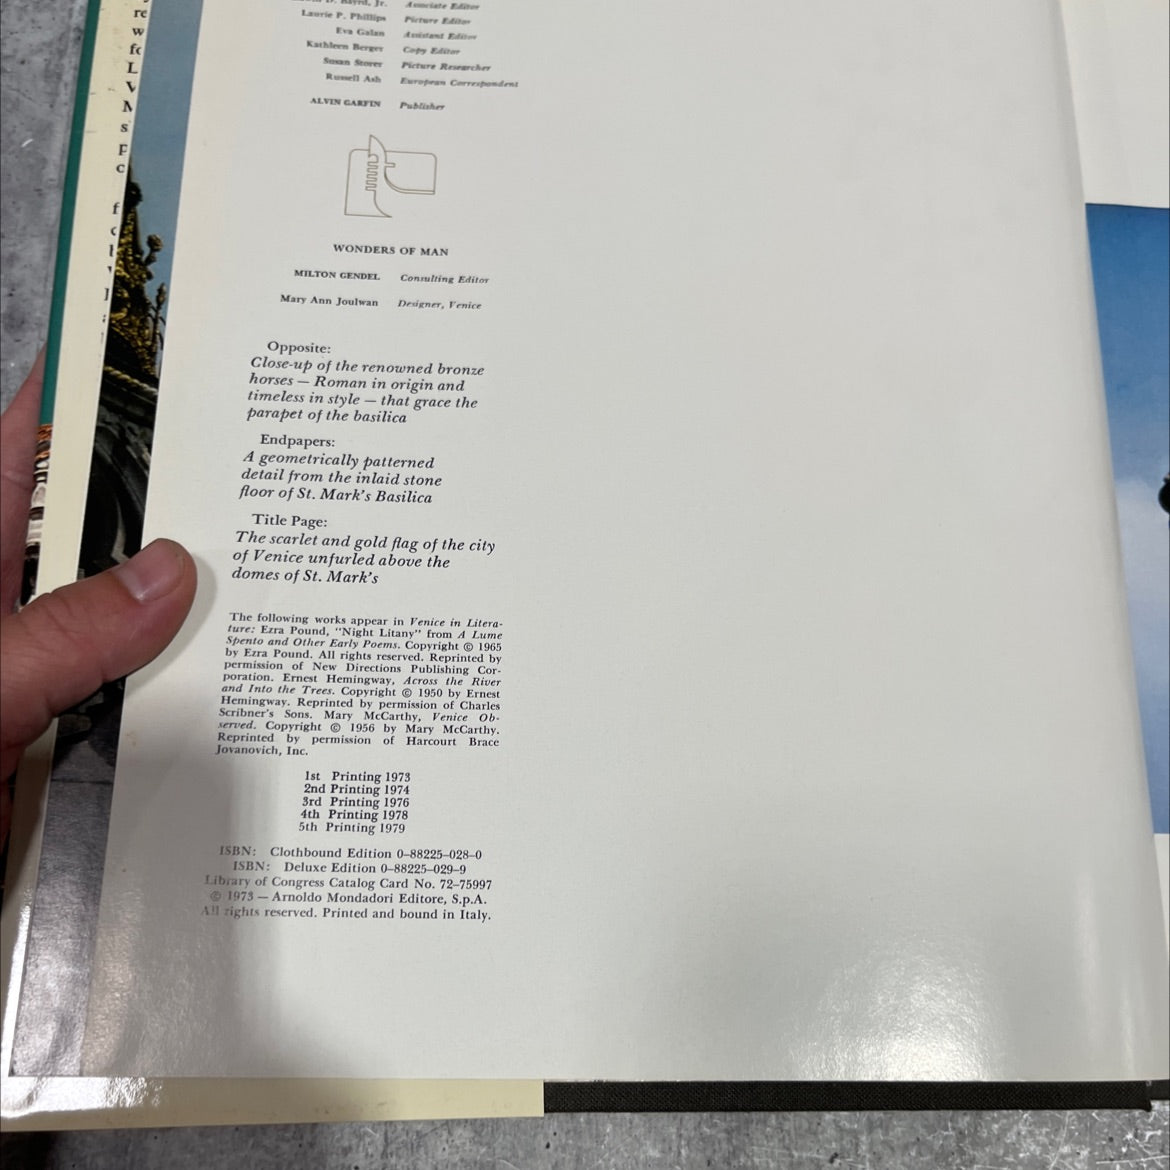 Bayrd, Jr. Associate Editor
Laurie P. Phillips Picture Editor
Eva Galan Assistant Editor
Kathleen Berger Copy Editor
Susan Storer Picture Researcher
Russell Ash European Correspondent
ALVIN GARFIN Publisher
WONDERS OF MAN
MILTON GENDEL Consulting Editor
Mary Ann Joulwan Designer, Venice
Opposite:
Close-up of the renowned bronze
horses — Roman in origin and
timeless in style — that grace the
parapet of the basilica
Endpapers:
A geometrically patterned
detail from the inlaid stone
floor of St. Mark's Basilica
Title Page:
The scarlet and gold flag of the city
of Venice unfurled above the
domes of St. Mark's
The following works appear in Venice in Litera-
ture: Ezra Pound, "Night Litany" from A Lume
Spento and Other Early Poems. Copyright © 1965
by Ezra Pound. All rights reserved. Reprinted by
permission of New Directions Publishing Cor-
poration. Ernest Hemingway, Across the River
and Into the Trees. Copyright © 1950 by Ernest
Hemingway. Reprinted by permission of Charles
Scribner's Sons. Mary McCarthy, Venice Ob-
served. Copyright © 1956 by Mary McCarthy.
Reprinted by permission of Harcourt Brace
Jovanovich, Inc.
1st Printing 1973
2nd Printing 1974
3rd Printing 1976
4th Printing 1978
5th Printing 1979
ISBN: Clothbound Edition 0-88225-028-0
ISBN: Deluxe Edition 0-88225-029-9
Library of Congress Catalog Card No. 72-75997
© 1973 — Arnoldo Mondadori Editore, S.p.A.
All rights reserved. Printed and bound in Italy.